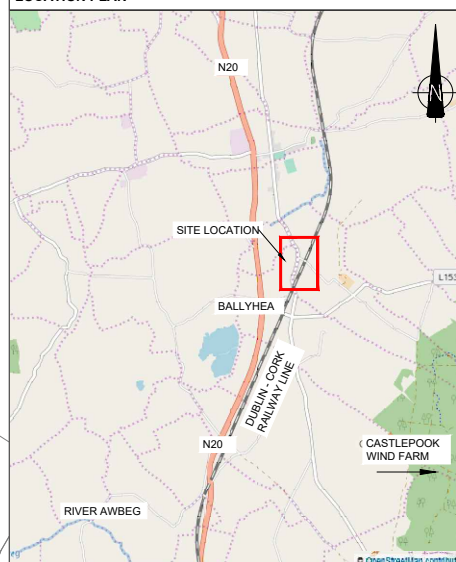 N20
N
SITE LOCATION
BALLYHEA
DUBLIN - CORK
RAILWAY LINE
N20
CASTLEPOOK
WIND FARM
RIVER AWBEG